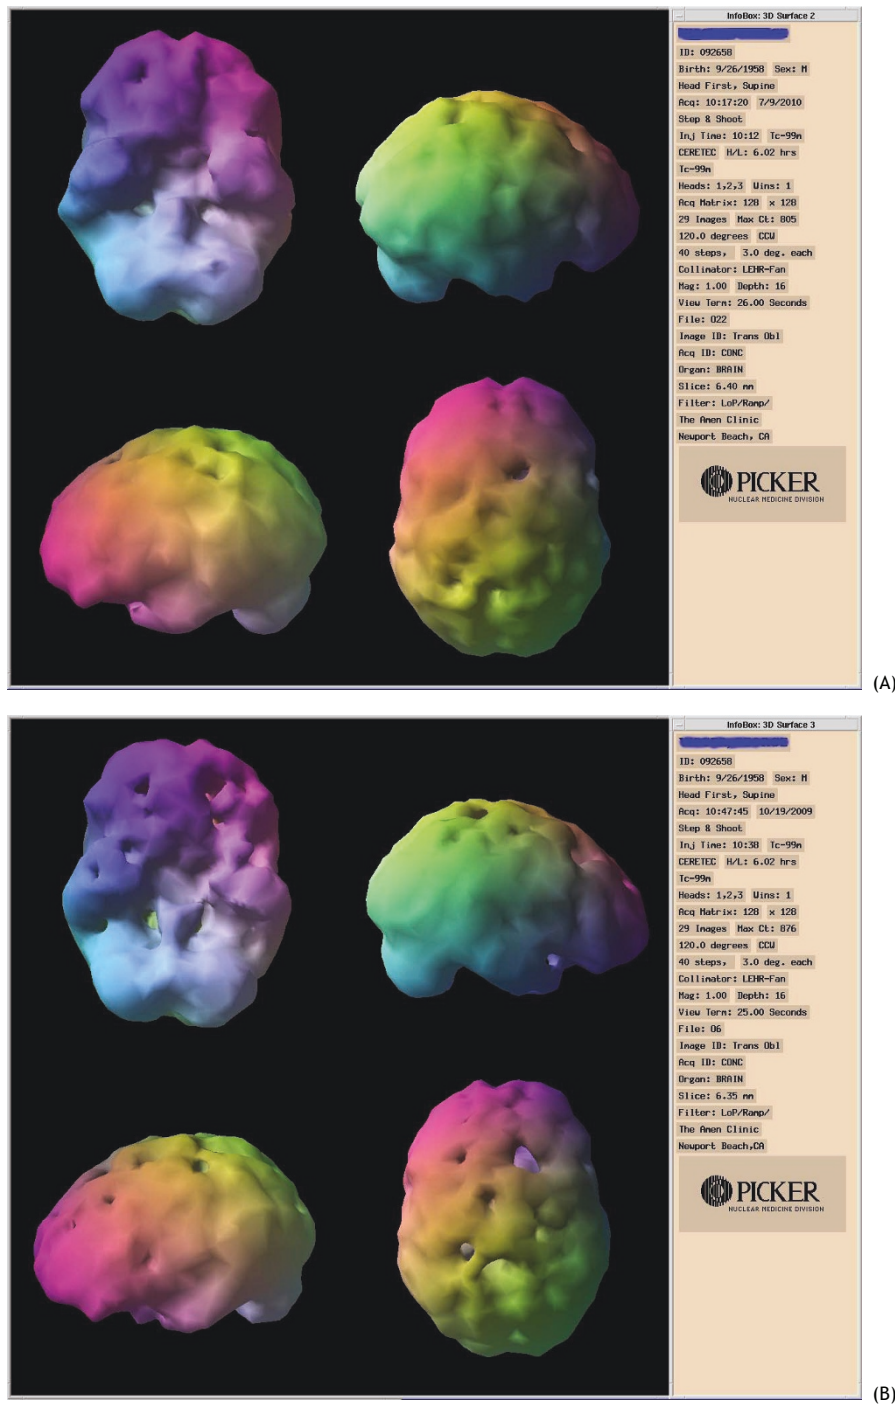 InfoBox: 3D Surface 2
ID: 092658
Birth: 9/26/1958 Sex: M
Head First, Supine
Acq: 10:17:20 7/9/2010
Step & Shoot
Inj Time: 10:12 Tc-99m
CERETEC H/L: 6.02 hrs
Tc-99m
Heads: 1,2,3 Wins: 1
Acq Matrix: 128 x 128
29 Images Max Ct: 805
120.0 degrees CCW
40 steps, 3.0 deg. each
Collimator: LEHR-Fan
Mag: 1.00 Depth: 16
View Term: 26.00 Seconds
File: 022
Image ID: Trans Obl
Acq ID: CONC
Organ: BRAIN
Slice: 6.40 mm
Filter: LoP/Ramp/
The Amen Clinic
Newport Beach, CA
PICKER
NUCLEAR MEDICINE DIVISION
(A)
InfoBox: 3D Surface 3
ID: 092658
Birth: 9/26/1958 Sex: M
Head First, Supine
Acq: 10:47:45 10/19/2009
Step & Shoot
Inj Time: 10:38 Tc-99m
CERETEC H/L: 6.02 hrs
Tc-99m
Heads: 1,2,3 Wins: 1
Acq Matrix: 128 x 128
29 Images Max Ct: 876
120.0 degrees CCW
40 steps, 3.0 deg. each
Collimator: LEHR-Fan
Mag: 1.00 Depth: 16
View Term: 25.00 Seconds
File: 06
Image ID: Trans Obl
Acq ID: CONC
Organ: BRAIN
Slice: 6.35 mm
Filter: LoP/Ramp/
The Amen Clinic
Newport Beach,CA
PICKER
NUCLEAR MEDICINE DIVISION
(B)